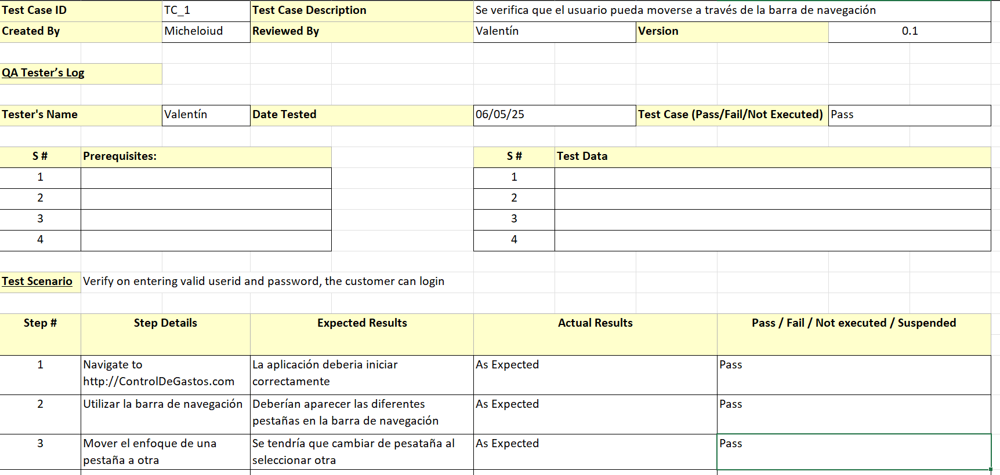 Test Case ID TC_1 Test Case Description Se verifica que el usuario pueda moverse a través de la barra de navegación
Created By Micheloiud Reviewed By Valentín Version 0.1
QA Tester’s Log
Tester's Name Valentín Date Tested 06/05/25 Test Case (Pass/Fail/Not Executed) Pass
S # Prerequisites: S # Test Data
1 1
2 2
3 3
4 4
Test Scenario Verify on entering valid userid and password, the customer can login
Step # Step Details Expected Results Actual Results Pass / Fail / Not executed / Suspended
1 Navigate to La aplicación deberia iniciar As Expected Pass
http://ControlDeGastos.com correctamente
2 Utilizar la barra de navegación Deberían aparecer las diferentes As Expected Pass
pestañas en la barra de navegación
3 Mover el enfoque de una Se tendría que cambiar de pesataña al As Expected Pass
pestaña a otra seleccionar otra